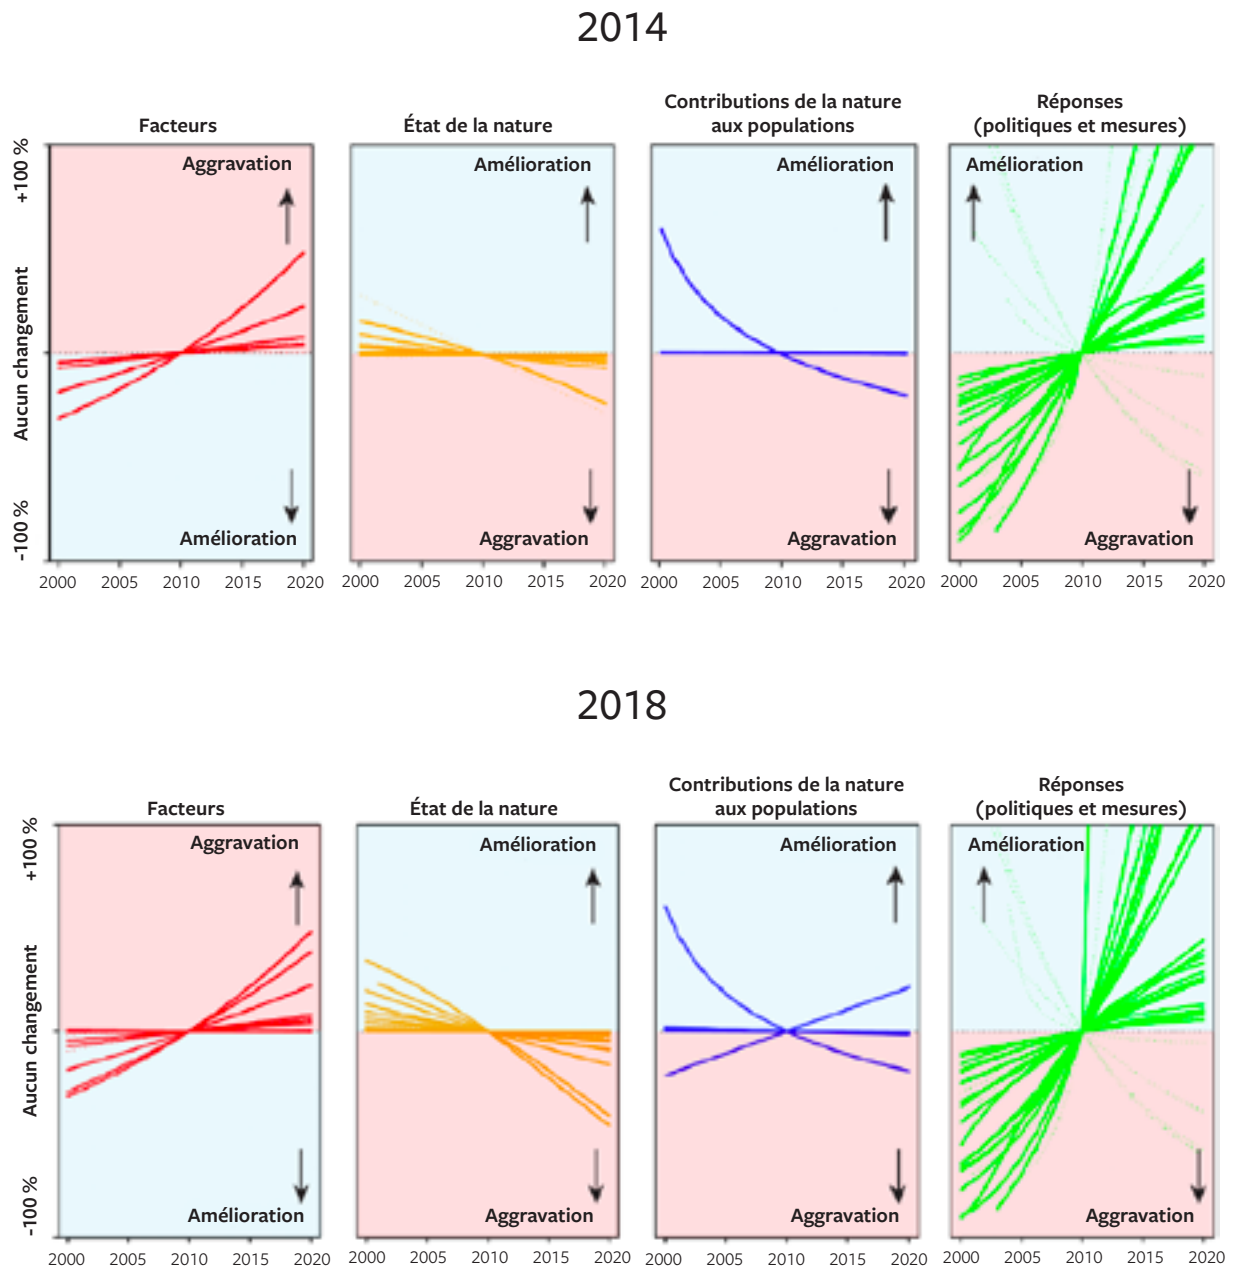 2014
Contributions de la nature
aux populations
Réponses
(politiques et mesures)
Facteurs
État de la nature
+100 %
Aucun changement
-100 %
Aggravation
Amélioration
Amélioration
Aggravation
Amélioration
Aggravation
Amélioration
Aggravation
2000 2005 2010 2015 2020
2000 2005 2010 2015 2020
2000 2005 2010 2015 2020
2000 2005 2010 2015 2020
2018
Contributions de la nature
aux populations
Réponses
(politiques et mesures)
Facteurs
État de la nature
+100 %
Aucun changement
-100 %
Aggravation
Amélioration
Amélioration
Aggravation
Amélioration
Aggravation
Amélioration
Aggravation
2000 2005 2010 2015 2020
2000 2005 2010 2015 2020
2000 2005 2010 2015 2020
2000 2005 2010 2015 2020